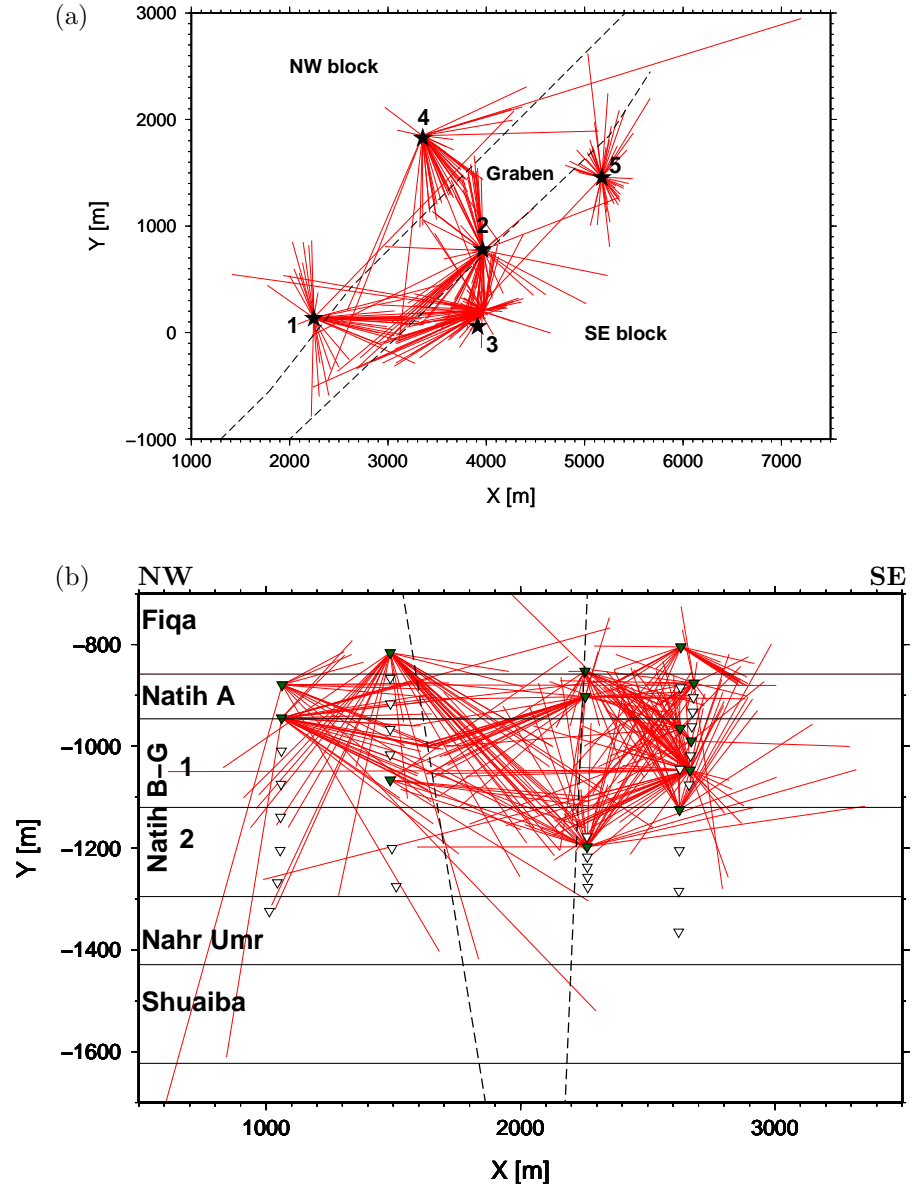 (a)
3000
2000
1000
0
−1000
Y [m]
NW block
4
Graben
5
2
1
3
SE block
1000 2000 3000 4000 5000 6000 7000
X [m]
(b) NW SE
−800
−1000
−1200
−1400
−1600
Y [m]
Fiqa
Natih A
Natih B−G
1
2
Nahr Umr
Shuaiba
1000 2000 3000
X [m]